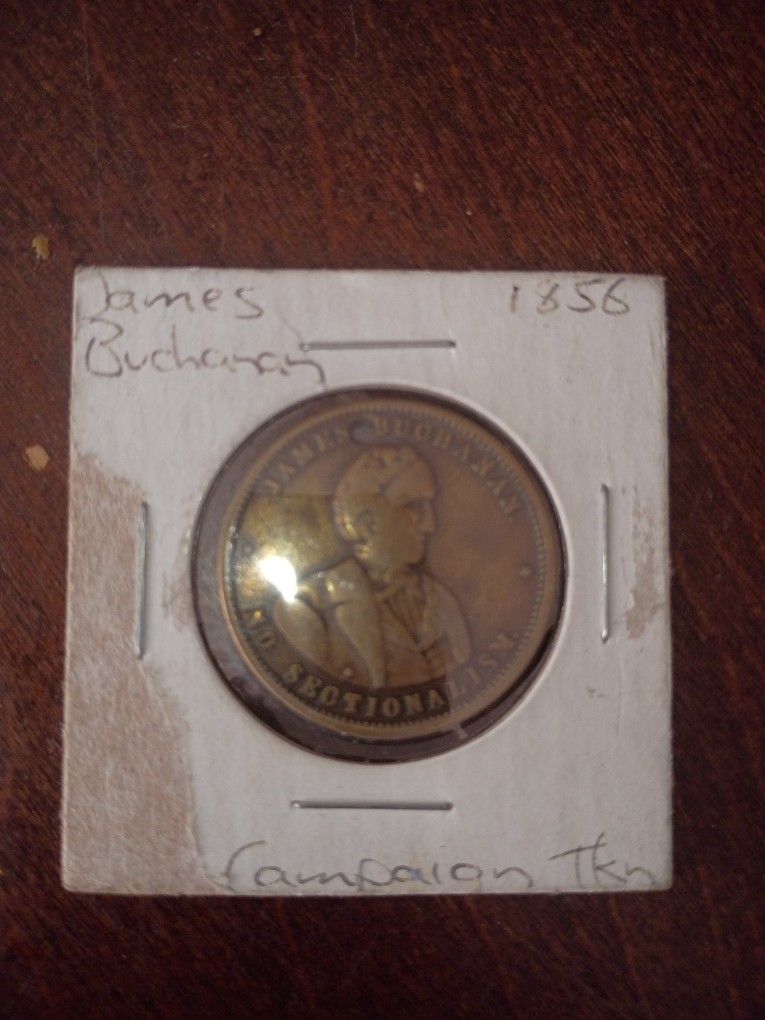 James 1856
Buchanan
JAMES BUCHANAN
NO SECTIONALISM
Campaign Tkn